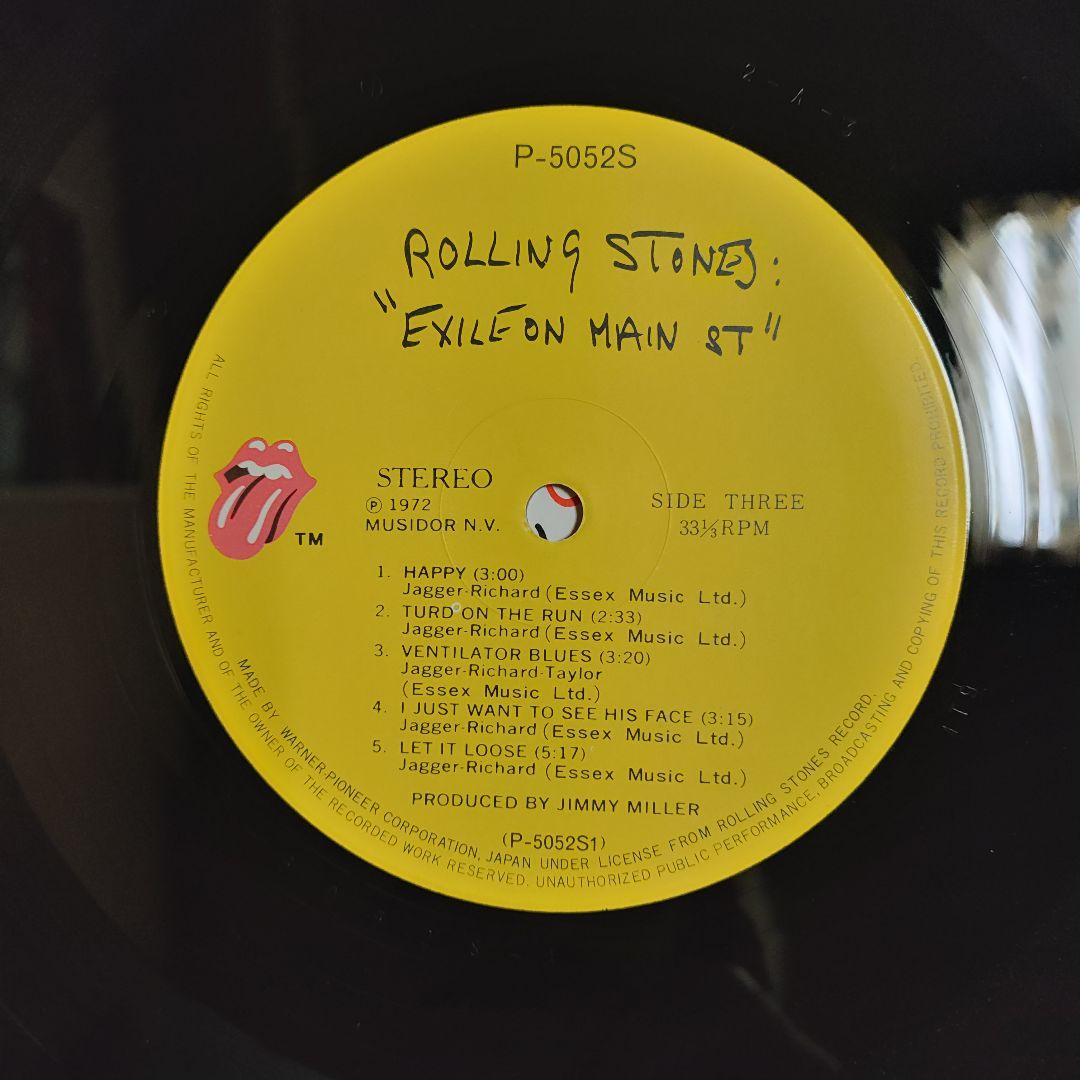 P-5052S
ROLLING STONES:
"EXILE ON MAIN ST"
STEREO
Ⓟ 1972
MUSIDOR N.V.
SIDE THREE
33⅓RPM
TM
1. HAPPY (3:00)
Jagger-Richard (Essex Music Ltd.)
2. TURD ON THE RUN (2:33)
Jagger-Richard (Essex Music Ltd.)
3. VENTILATOR BLUES (3:20)
Jagger-Richard-Taylor
(Essex Music Ltd.)
4. I JUST WANT TO SEE HIS FACE (3:15)
Jagger-Richard (Essex Music Ltd.)
5. LET IT LOOSE (5:17)
Jagger-Richard (Essex Music Ltd.)
PRODUCED BY JIMMY MILLER
(P-5052S1)
MADE BY WARNER-PIONEER CORPORATION, JAPAN UNDER LICENSE FROM ROLLING STONES RECORD.
ALL RIGHTS OF THE MANUFACTURER AND OF THE OWNER OF THE RECORDED WORK RESERVED. UNAUTHORIZED PUBLIC PERFORMANCE, BROADCASTING AND COPYING OF THIS RECORD PROHIBITED.